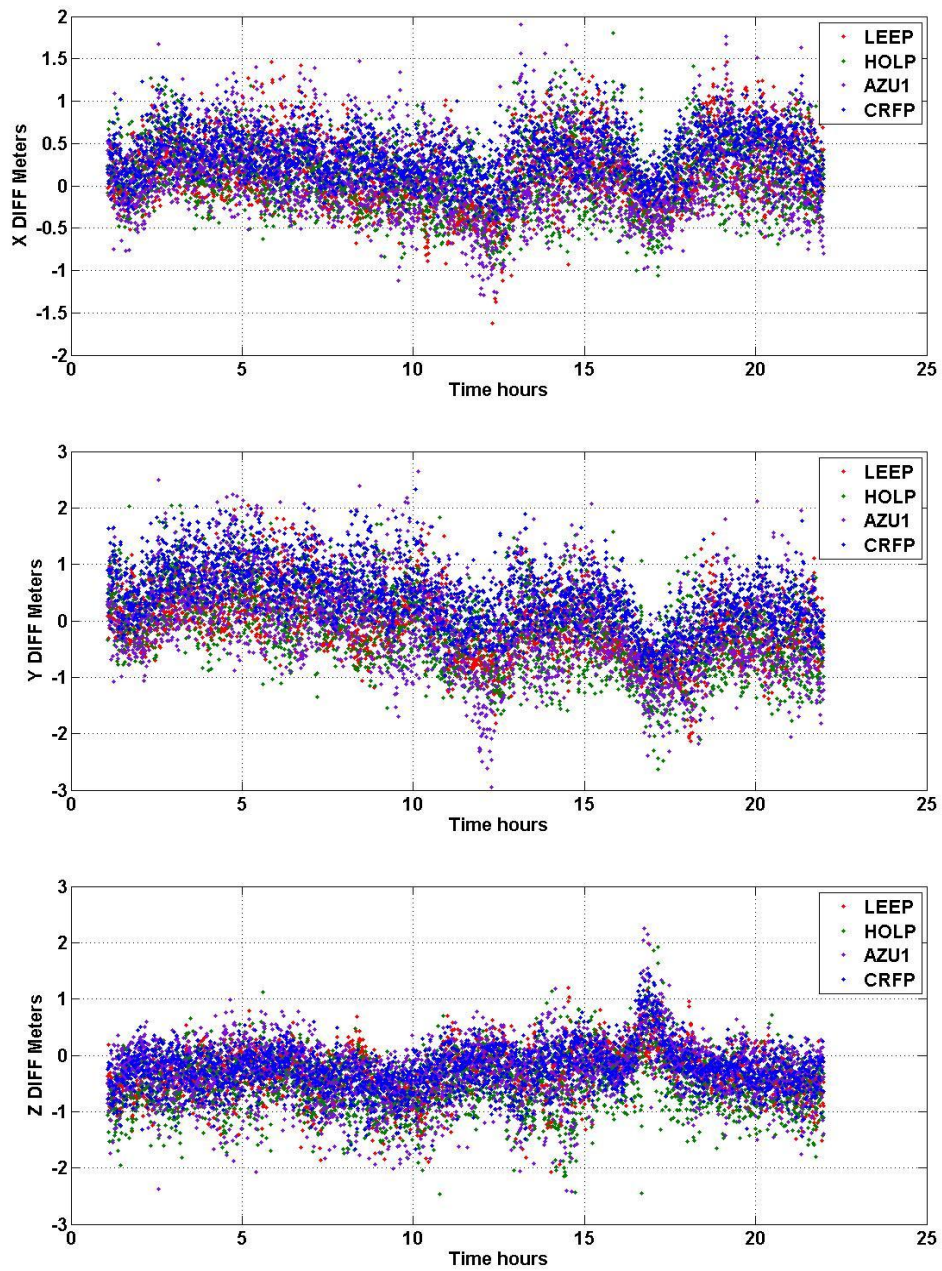 2
1.5
1
0.5
0
-0.5
-1
-1.5
-2
X DIFF Meters
LEEP
HOLP
AZU1
CRFP
0 5 10 15 20 25
Time hours
3
2
1
0
-1
-2
-3
Y DIFF Meters
LEEP
HOLP
AZU1
CRFP
0 5 10 15 20 25
Time hours
3
2
1
0
-1
-2
-3
Z DIFF Meters
LEEP
HOLP
AZU1
CRFP
0 5 10 15 20 25
Time hours